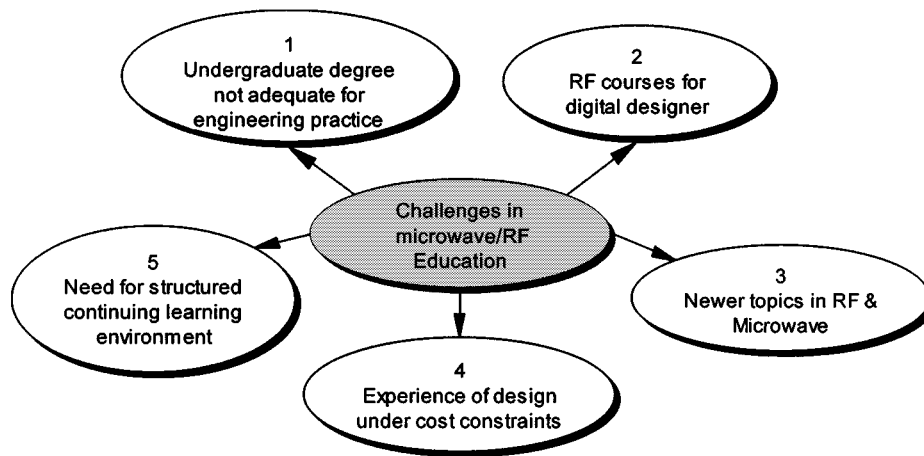 1
Undergraduate degree
not adequate for
engineering practice
2
RF courses for
digital designer
Challenges in
microwave/RF
Education
3
Newer topics in RF &
Microwave
4
Experience of design
under cost constraints
5
Need for structured
continuing learning
environment